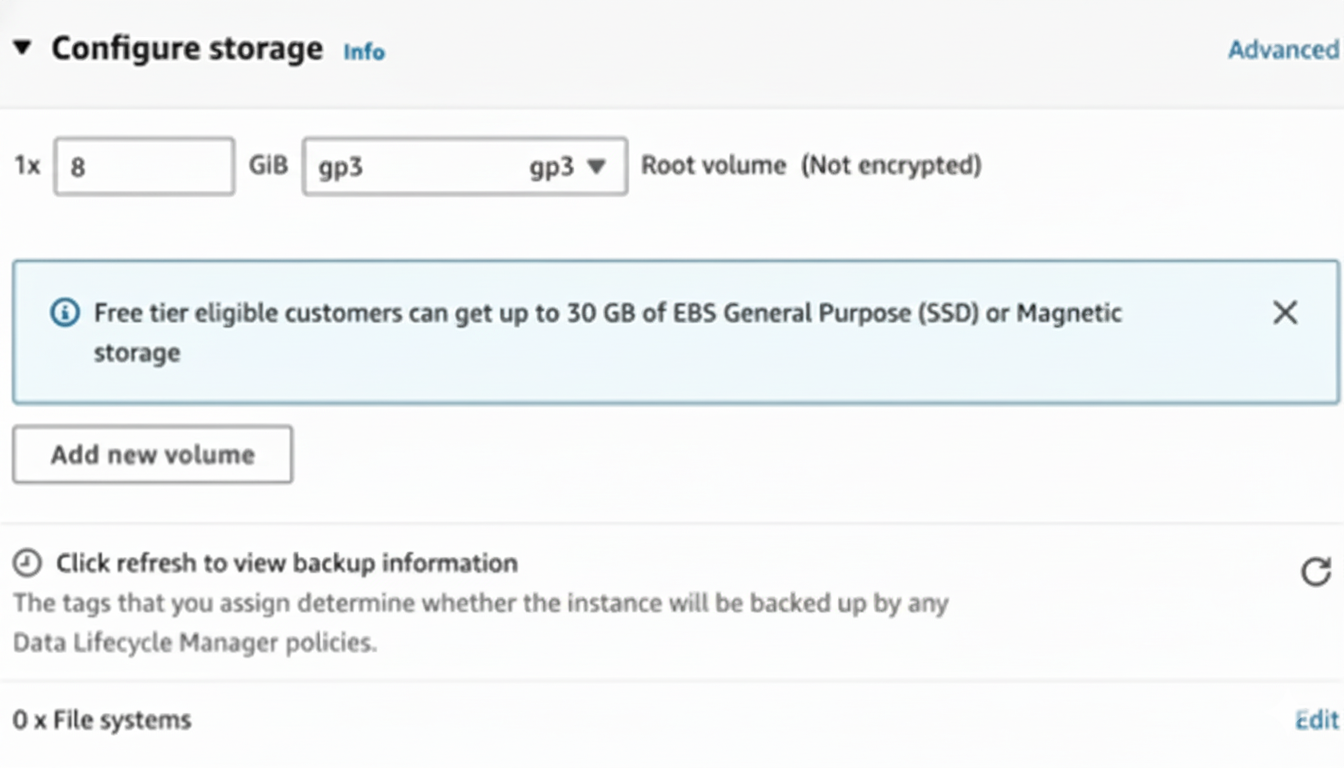 Configure storage Info Advanced
1x 8 GiB gp3 gp3 Root volume (Not encrypted)
Free tier eligible customers can get up to 30 GB of EBS General Purpose (SSD) or Magnetic
storage
Add new volume
Click refresh to view backup information
The tags that you assign determine whether the instance will be backed up by any
Data Lifecycle Manager policies.
0 x File systems Edit